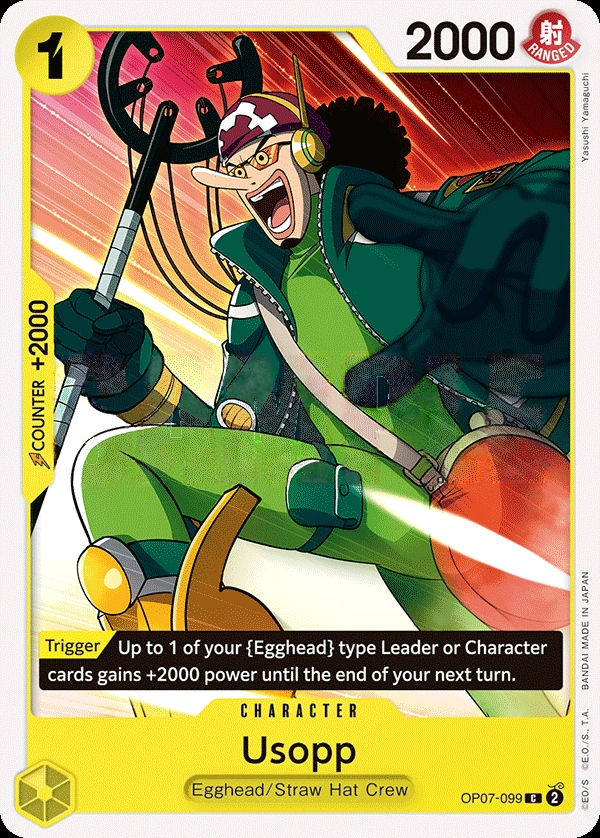 1
2000
射
RANGED
Yasushi Yamaguchi
COUNTER +2000
Trigger Up to 1 of your {Egghead} type Leader or Character
cards gains +2000 power until the end of your next turn.
CHARACTER
Usopp
Egghead/Straw Hat Crew
OP07-099 C 2
©EO/S ©E.O./S., T.A. BANDAI MADE IN JAPAN